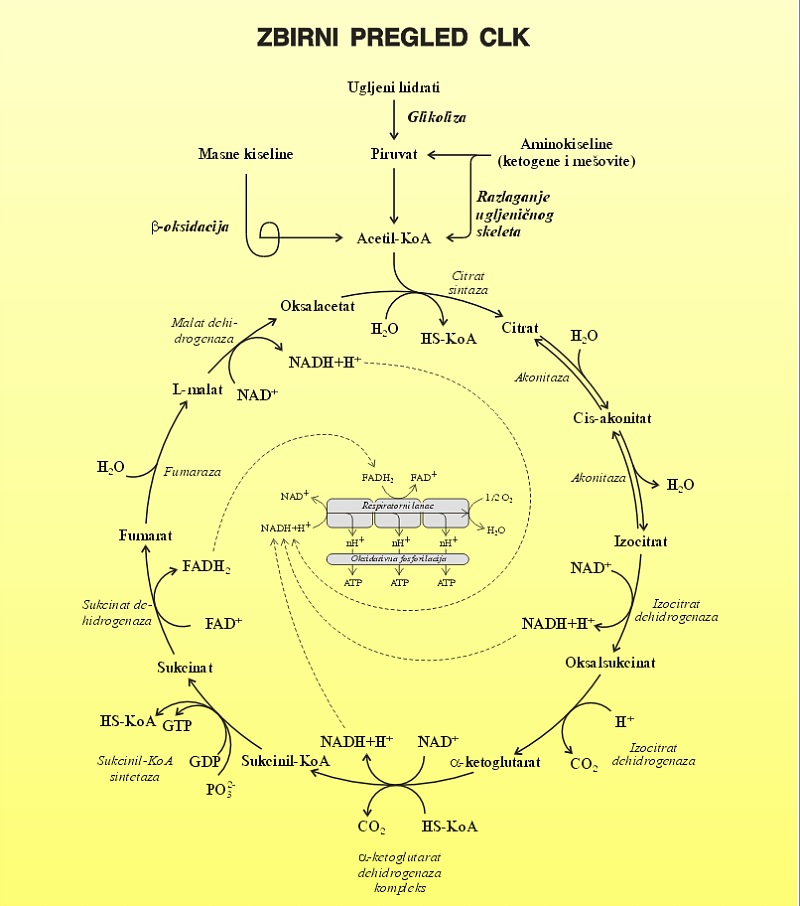 ZBIRNI PREGLED CLK
Ugljeni hidrati
Glikoliza
Masne kiseline
Piruvat
Aminokiseline
(ketogene i mešovite)
Razlaganje
ugljeničnog
skeleta
β-oksidacija
Acetil-KoA
Citrat
sintaza
Oksalacetat
H₂O
HS-KoA
Citrat
H₂O
Malat dehi-
drogenaza
NADH+H⁺
Akonitaza
L-malat
NAD⁺
Cis-akonitat
H₂O
Fumaraza
Akonitaza
H₂O
FADH₂
FAD⁺
NAD⁺
1/2 O₂
Respiratorni lanac
NADH+H⁺
H₂O
nH⁺
nH⁺
nH⁺
Oksidativna fosforilacija
ATP
ATP
ATP
Fumarat
Izocitrat
FADH₂
NAD⁺
Sukcinat de-
hidrogenaza
FAD⁺
NADH+H⁺
Izocitrat
dehidrogenaza
Sukcinat
Oksalsukcinat
HS-KoA
GTP
H⁺
Sukcinil-KoA
sintetaza
GDP
PO₃²⁻
Sukcinil-KoA
NADH+H⁺
NAD⁺
α-ketoglutarat
CO₂
Izocitrat
dehidrogenaza
CO₂
HS-KoA
α-ketoglutarat
dehidrogenaza
kompleks